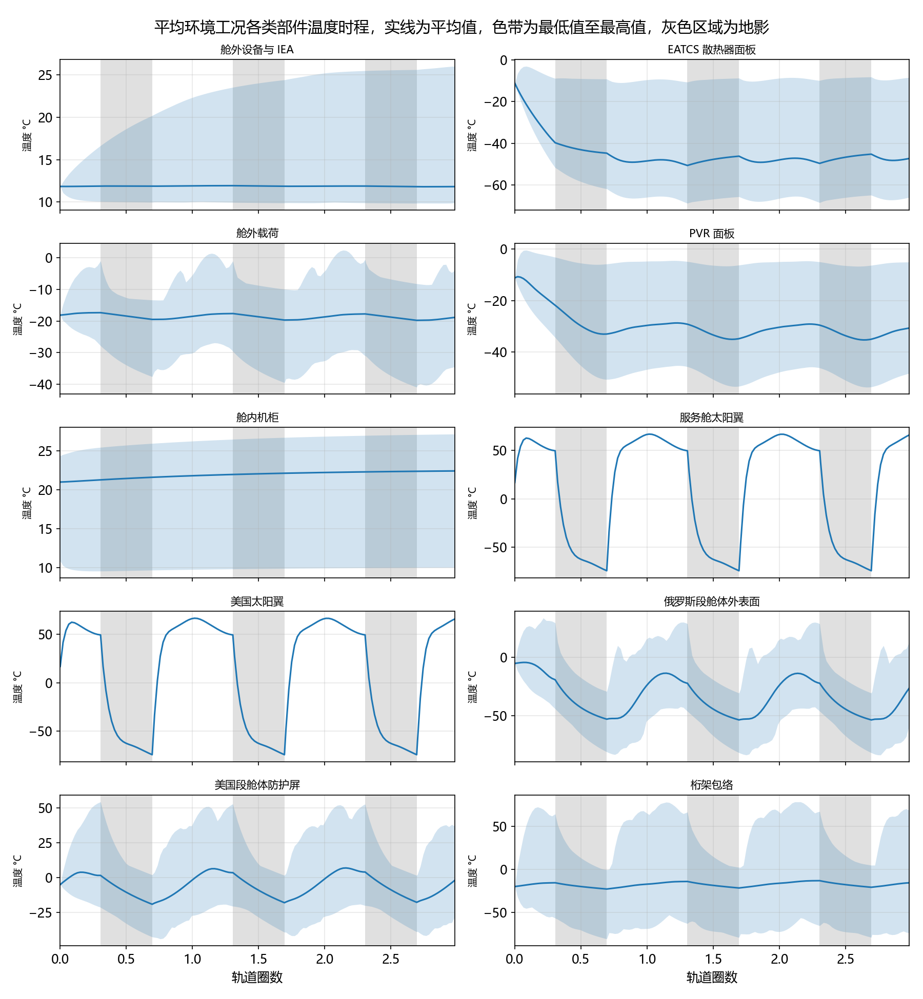 平均环境工况各类部件温度时程，实线为平均值，色带为最低值至最高值，灰色区域为地影
舱外设备与 IEA
温度 °C
25
20
15
10
EATCS 散热器面板
温度 °C
0
−20
−40
−60
舱外载荷
温度 °C
0
−10
−20
−30
−40
PVR 面板
温度 °C
0
−20
−40
舱内机柜
温度 °C
25
20
15
10
服务舱太阳翼
温度 °C
50
0
−50
美国太阳翼
温度 °C
50
0
−50
俄罗斯段舱体外表面
温度 °C
0
−50
美国段舱体防护屏
温度 °C
50
25
0
−25
0.0 0.5 1.0 1.5 2.0 2.5
轨道圈数
桁架包络
温度 °C
50
0
−50
0.0 0.5 1.0 1.5 2.0 2.5
轨道圈数